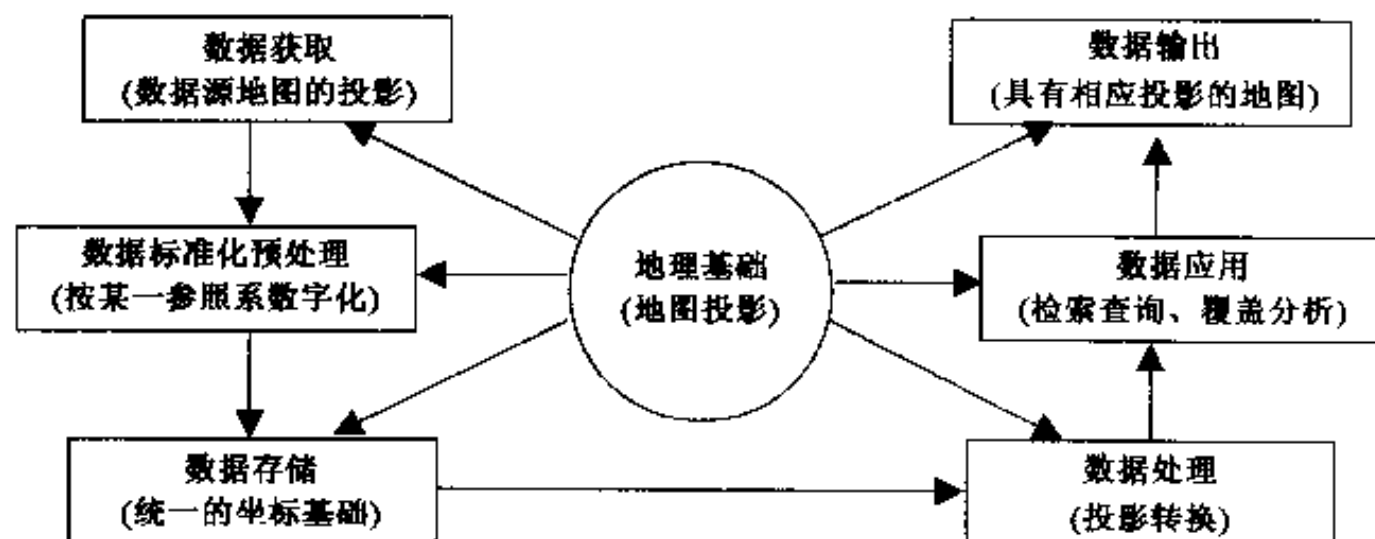 数据获取
(数据源地图的投影)
数据输出
(具有相应投影的地图)
数据标准化预处理
(按某一参照系数字化)
地理基础
(地图投影)
数据应用
(检索查询、覆盖分析)
数据存储
(统一的坐标基础)
数据处理
(投影转换)